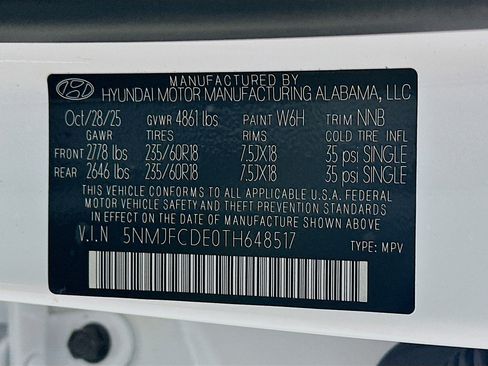 MANUFACTURED BY
HYUNDAI MOTOR MANUFACTURING ALABAMA, LLC
Oct/28/25 GVWR 4861 lbs PAINT W6H TRIM NNB
GAWR TIRES RIMS COLD TIRE INFL
FRONT 2778 lbs 235/60R18 7.5JX18 35 psi SINGLE
REAR 2646 lbs 235/60R18 7.5JX18 35 psi SINGLE
THIS VEHICLE CONFORMS TO ALL APPLICABLE U.S.A. FEDERAL
MOTOR VEHICLE SAFETY AND THEFT PREVENTION STANDARDS
IN EFFECT ON THE DATE OF MANUFACTURE SHOWN ABOVE.
V.I.N 5NMJFCDE0TH648517 TYPE: MPV